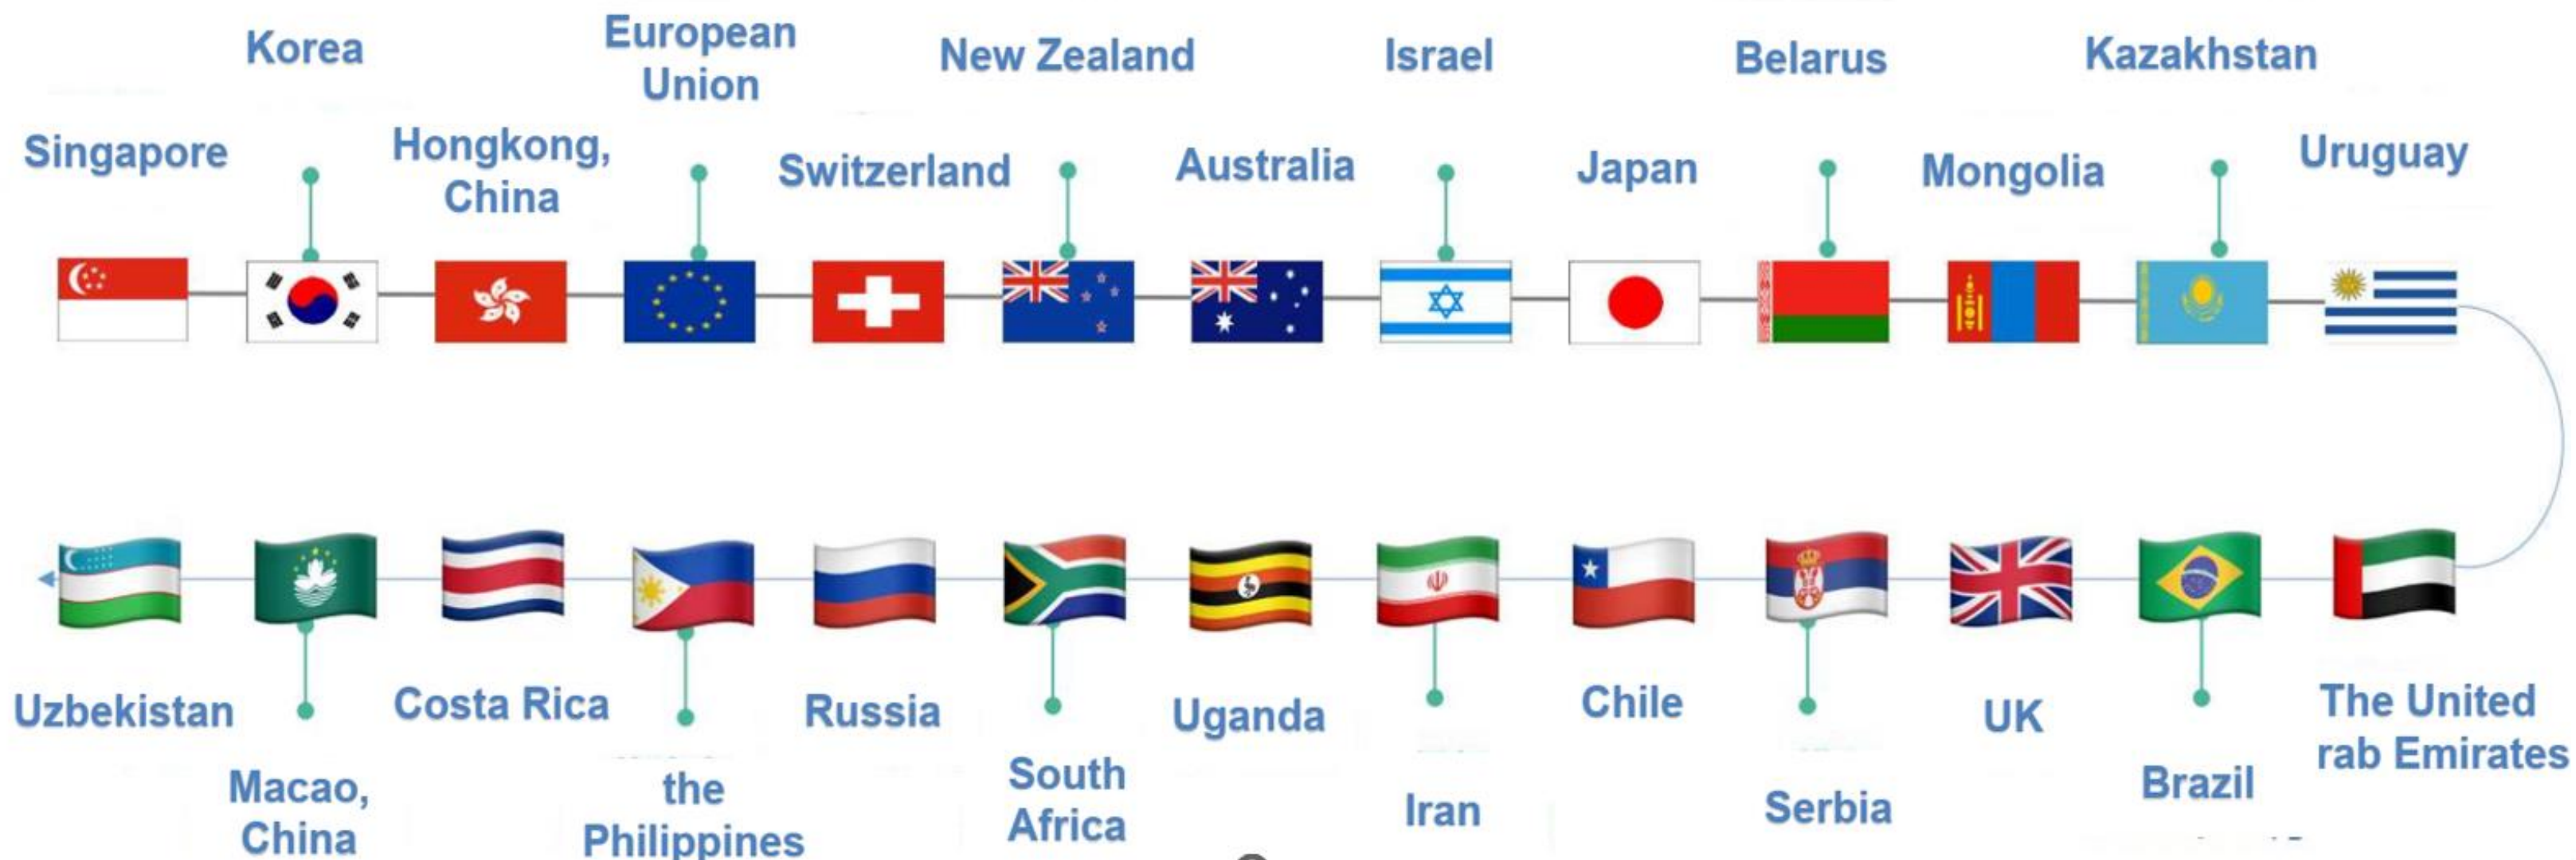 Singapore
Korea
Hongkong,
China
European
Union
Switzerland
New Zealand
Australia
Israel
Japan
Belarus
Mongolia
Kazakhstan
Uruguay
The United
rab Emirates
Brazil
UK
Serbia
Chile
Iran
Uganda
South
Africa
Russia
the
Philippines
Costa Rica
Macao,
China
Uzbekistan